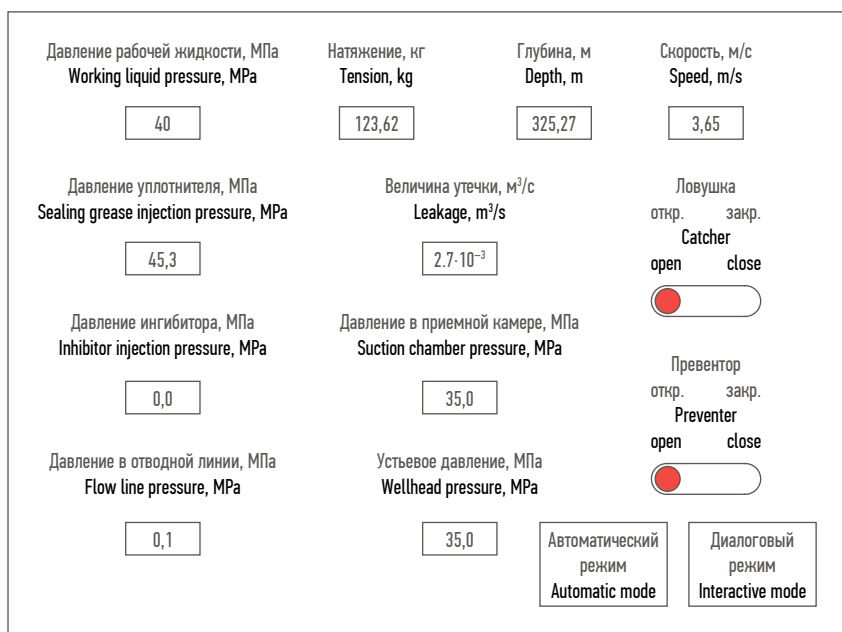 Давление рабочей жидкости, МПа
Working liquid pressure, MPa
40
Натяжение, кг
Tension, kg
123,62
Глубина, м
Depth, m
325,27
Скорость, м/с
Speed, m/s
3,65
Давление уплотнителя, МПа
Sealing grease injection pressure, MPa
45,3
Величина утечки, м³/с
Leakage, m³/s
2.7·10⁻³
Ловушка
откр. закр.
Catcher
open close
Давление ингибитора, МПа
Inhibitor injection pressure, MPa
0,0
Давление в приемной камере, МПа
Suction chamber pressure, MPa
35,0
Превентор
откр. закр.
Preventer
open close
Давление в отводной линии, МПа
Flow line pressure, MPa
0,1
Устьевое давление, МПа
Wellhead pressure, MPa
35,0
Автоматический
режим
Automatic mode
Диалоговый
режим
Interactive mode